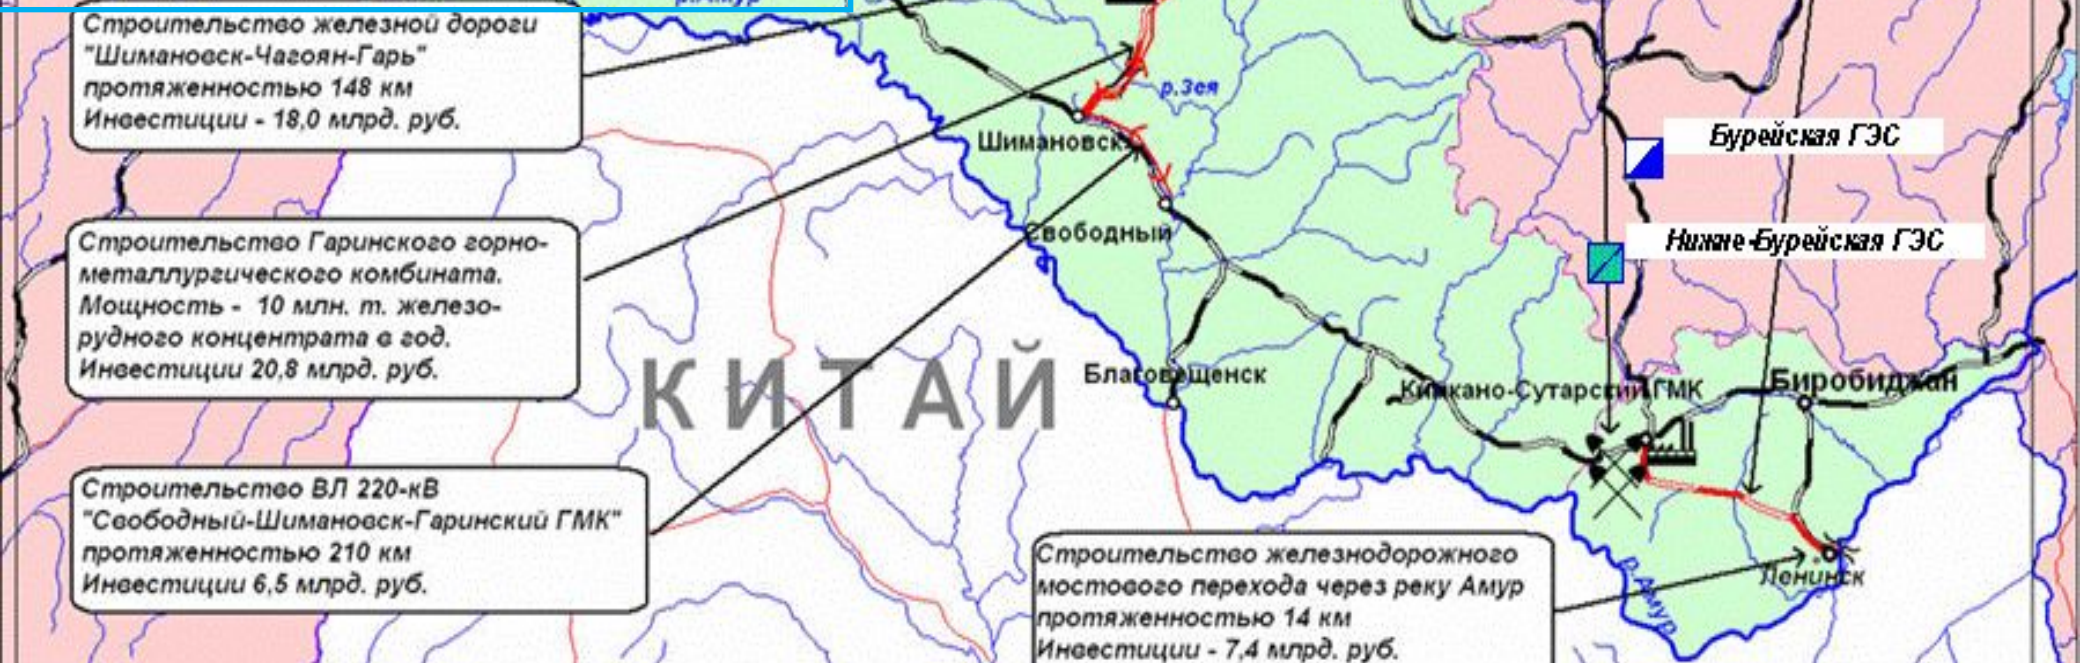 р.Амур
Строительство железной дороги
"Шимановск-Чагоян-Гарь"
протяженностью 148 км
Инвестиции - 18,0 млрд. руб.
р.Зея
Шимановск
Бурейская ГЭС
Свободный
Нижне-Бурейская ГЭС
Строительство Гаринского горно-
металлургического комбината.
Мощность - 10 млн. т. железо-
рудного концентрата в год.
Инвестиции 20,8 млрд. руб.
КИТАЙ
Благовещенск
Кимкано-Сутарский ГМК
Биробиджан
Строительство ВЛ 220-кВ
"Свободный-Шимановск-Гаринский ГМК"
протяженностью 210 км
Инвестиции 6,5 млрд. руб.
Строительство железнодорожного
мостового перехода через реку Амур
протяженностью 14 км
Инвестиции - 7,4 млрд. руб.
Ленинск
р.Амур